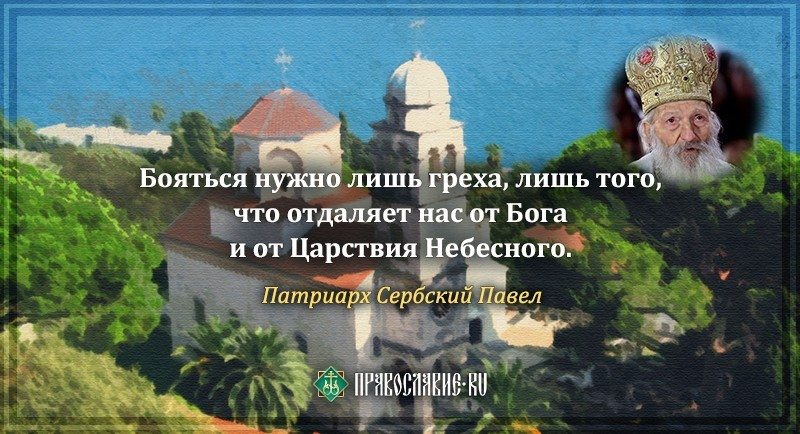 Бояться нужно лишь греха, лишь того,
что отдаляет нас от Бога
и от Царствия Небесного.
Патриарх Сербский Павел
ПРАВОСЛАВИЕ·RU